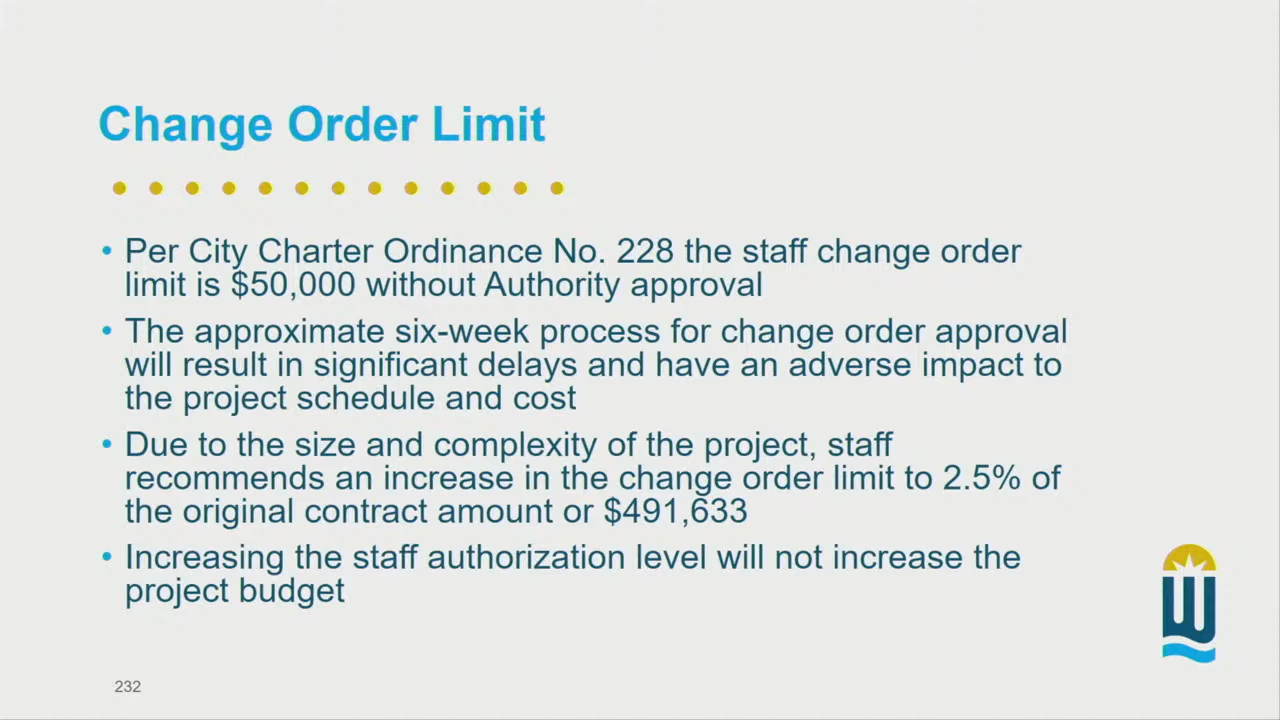 Change Order Limit
• Per City Charter Ordinance No. 228 the staff change order
limit is $50,000 without Authority approval
• The approximate six-week process for change order approval
will result in significant delays and have an adverse impact to
the project schedule and cost
• Due to the size and complexity of the project, staff
recommends an increase in the change order limit to 2.5% of
the original contract amount or $491,633
• Increasing the staff authorization level will not increase the
project budget
W
232